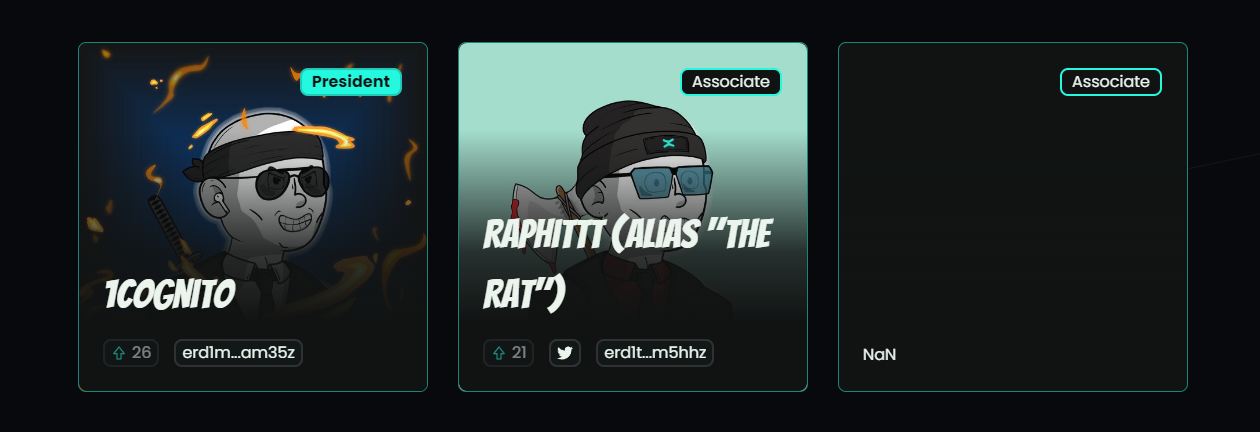 President
1COGNITO
26
erd1m...am35z
Associate
RAPHITTT (ALIAS "THE
RAT")
21
erd1t...m5hhz
Associate
NaN